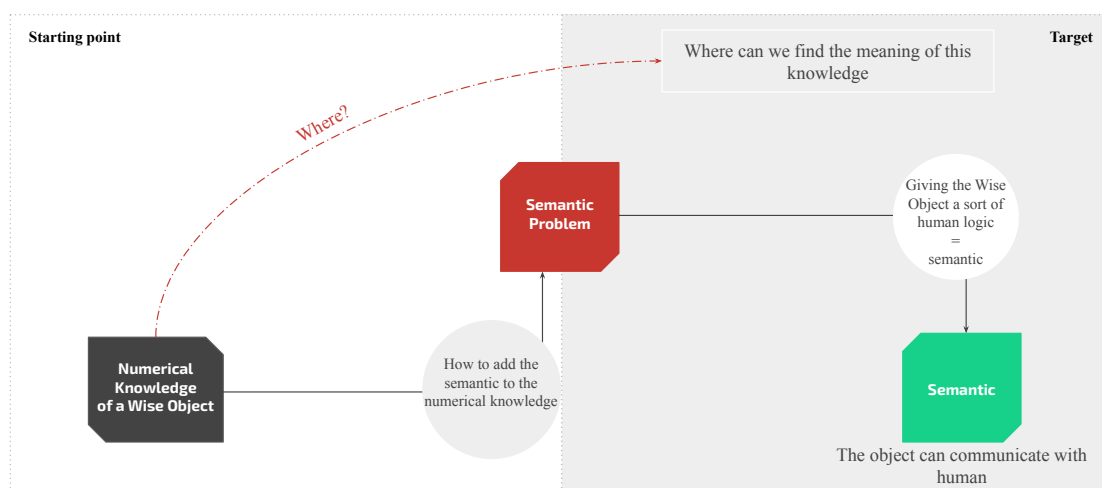 Starting point
Target
Where can we find the meaning of this
knowledge
Where?
Semantic
Problem
Giving the Wise
Object a sort of
human logic
=
semantic
Numerical
Knowledge
of a Wise Object
How to add the
semantic to the
numerical knowledge
Semantic
The object can communicate with
human